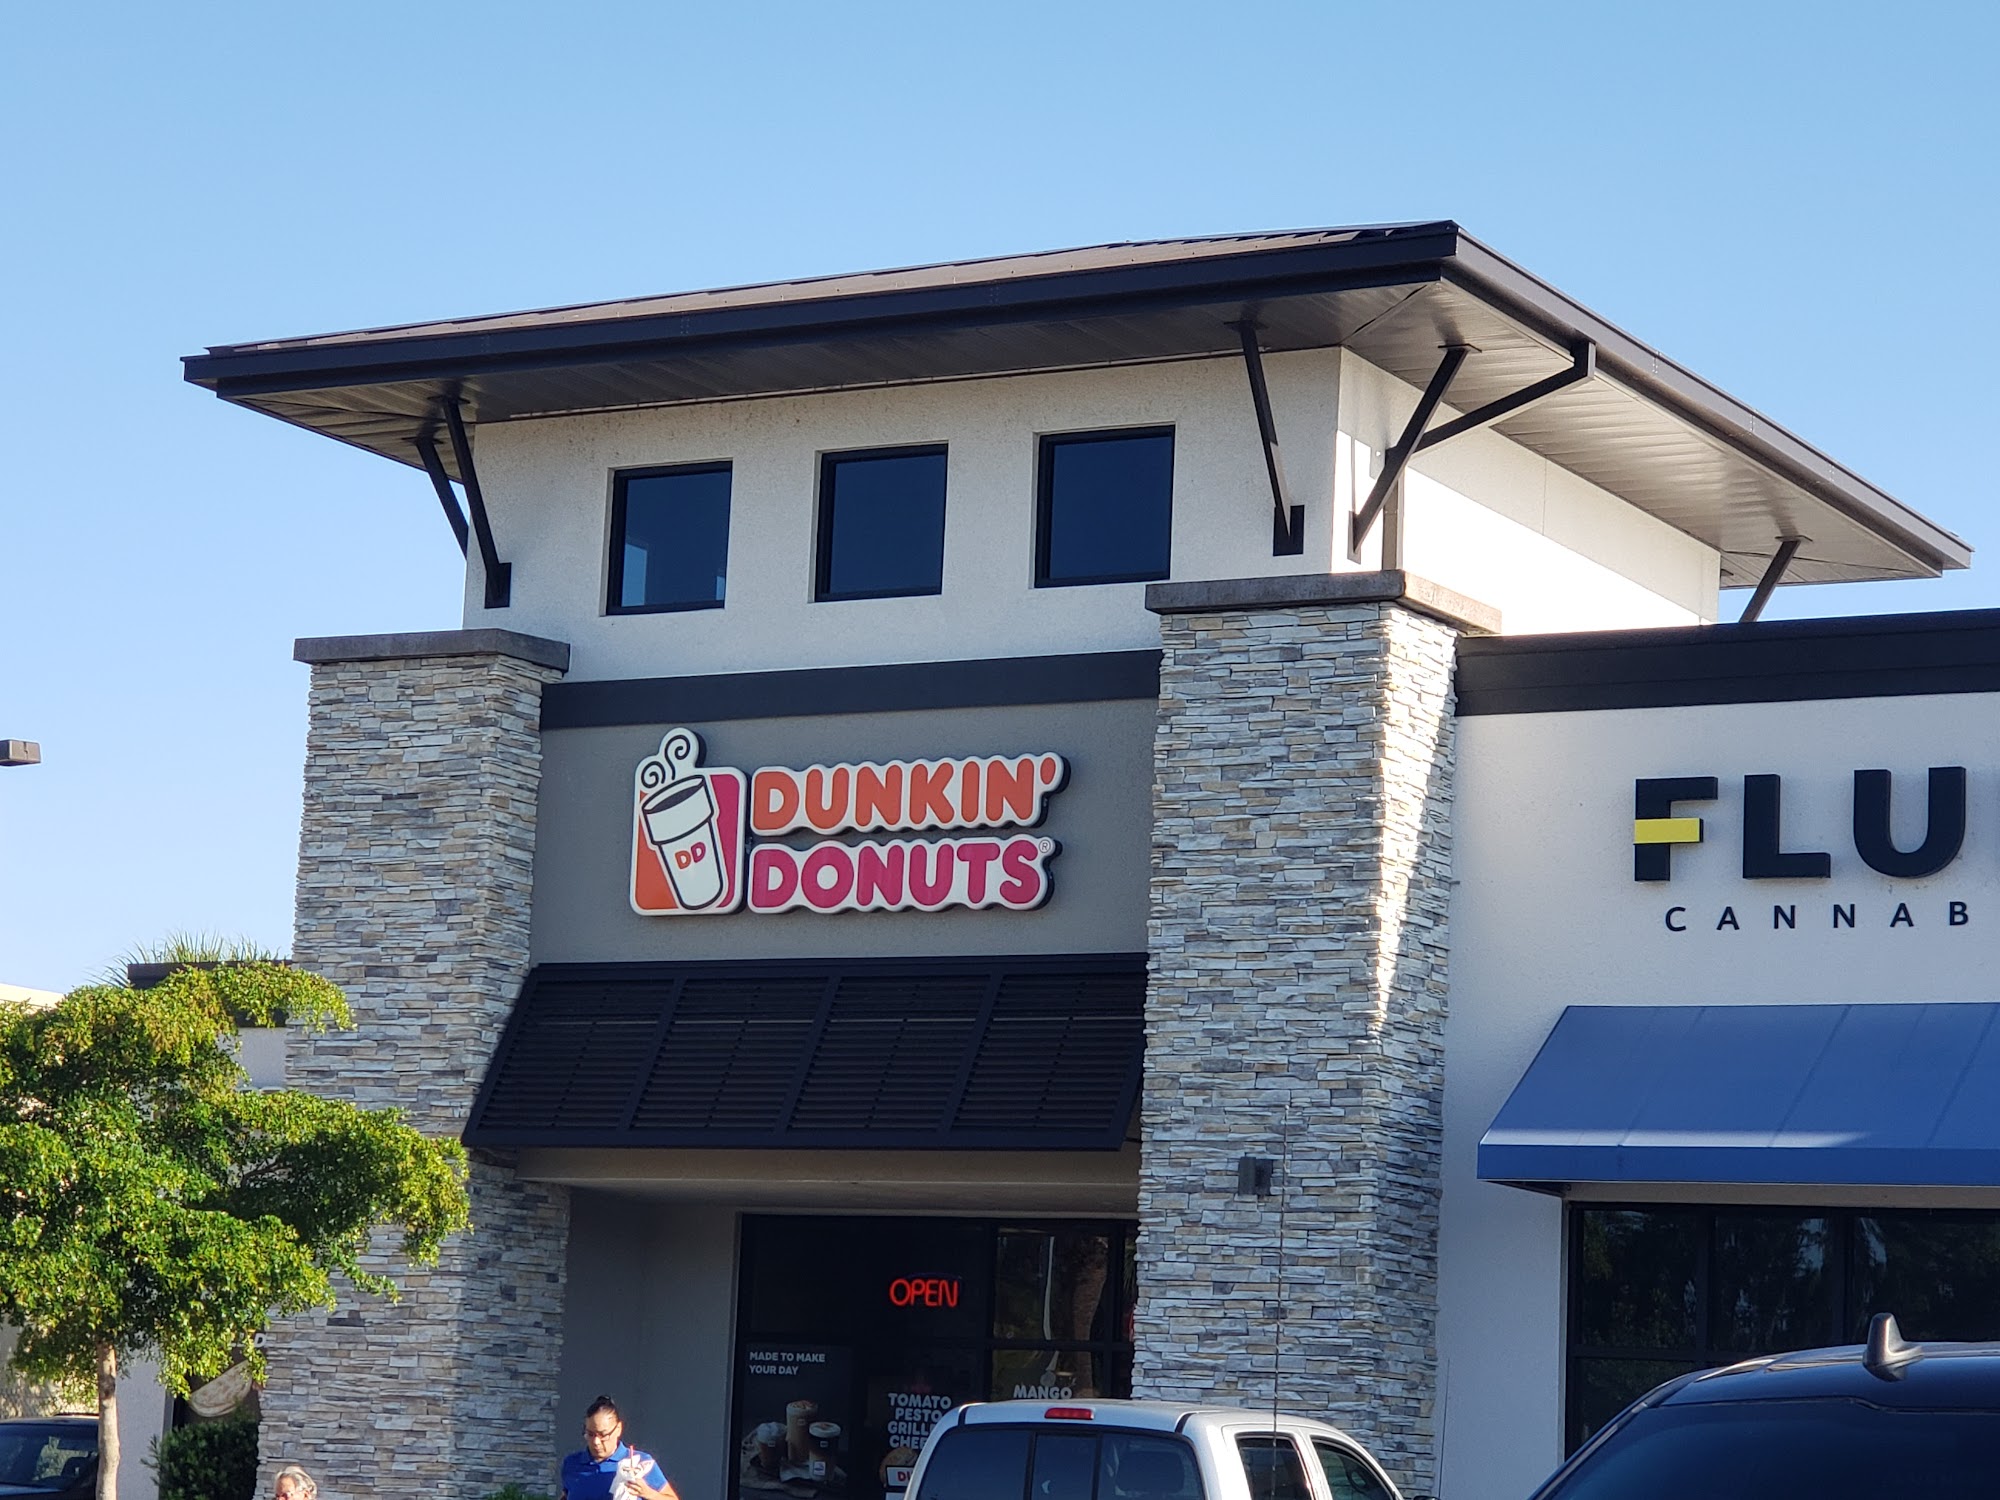 DUNKIN'
DONUTS®
DD
FLU
CANNAB
OPEN
MADE TO MAKE
YOUR DAY
TOMATO
PESTO
GRILL
CHEE
MANGO